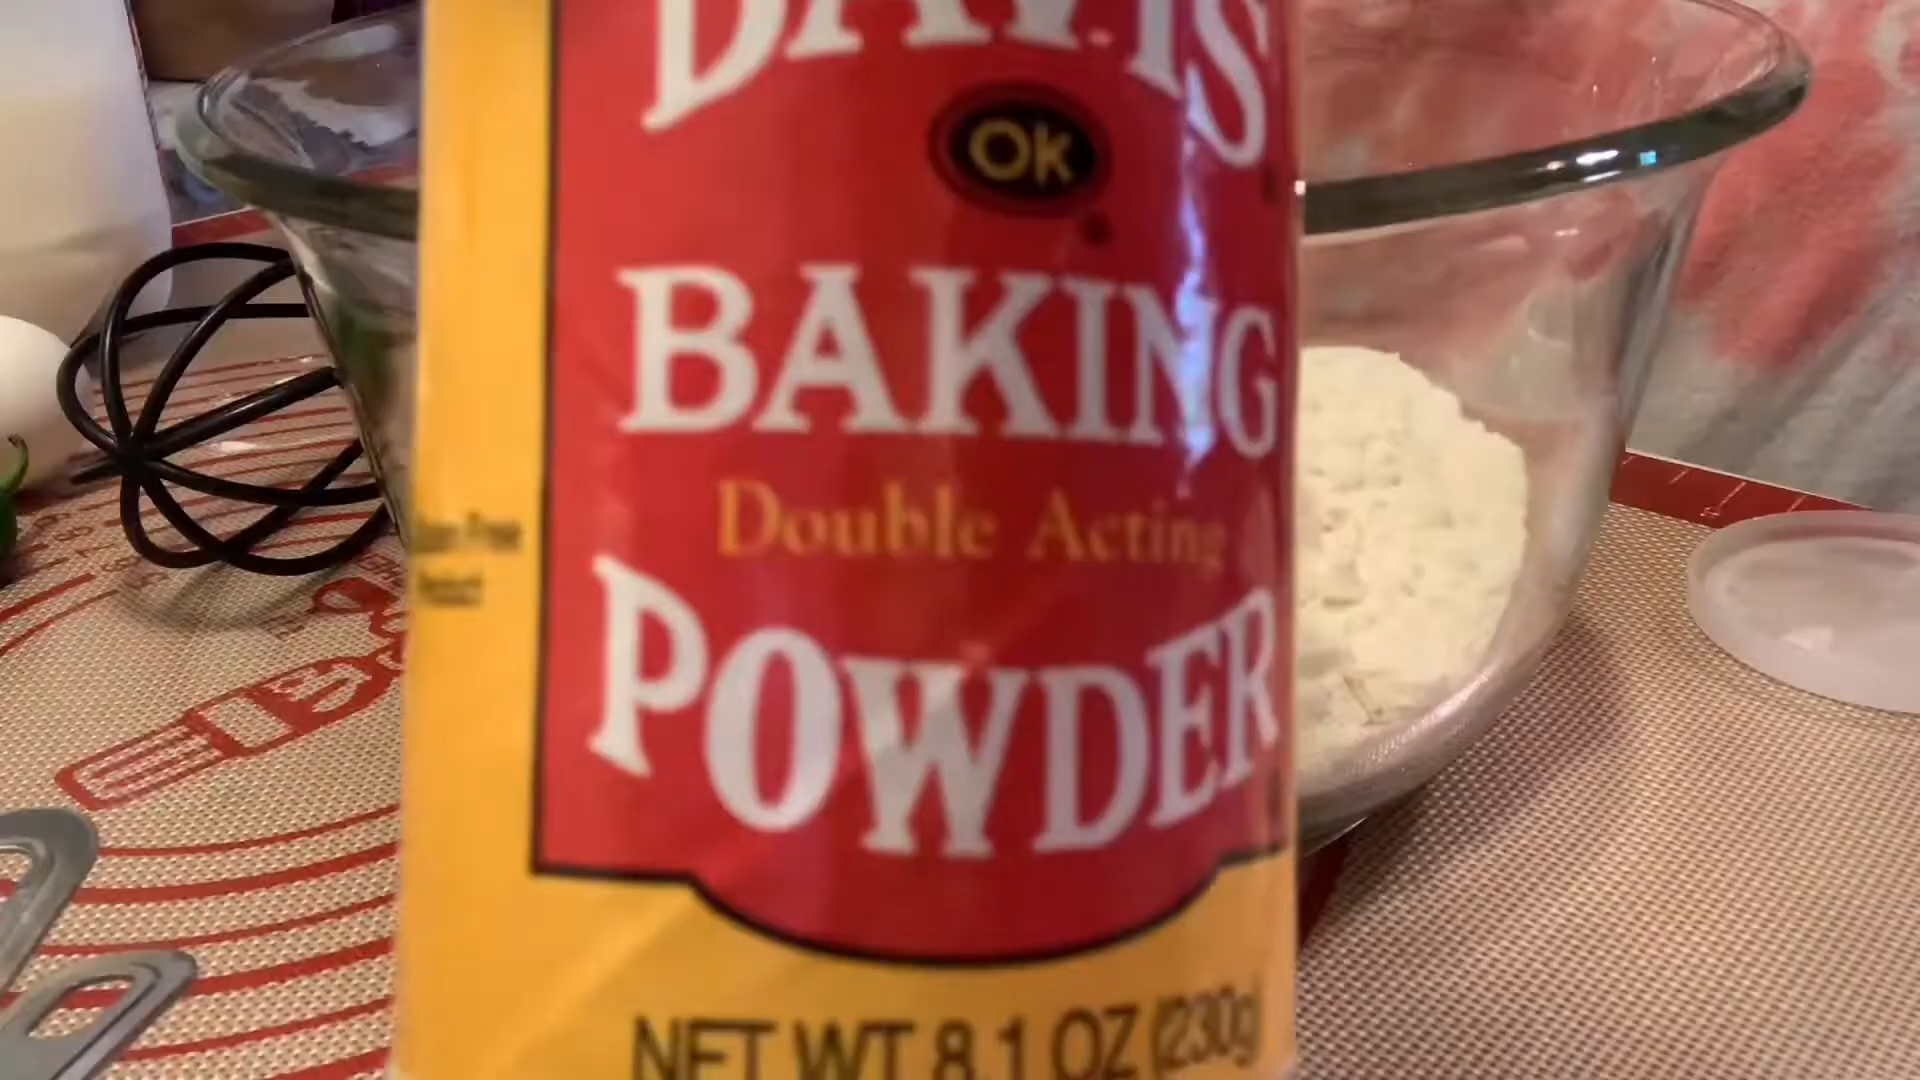 DAVIS
OK
BAKING
Double Acting
POWDER
NET WT 8.1 OZ (230g)